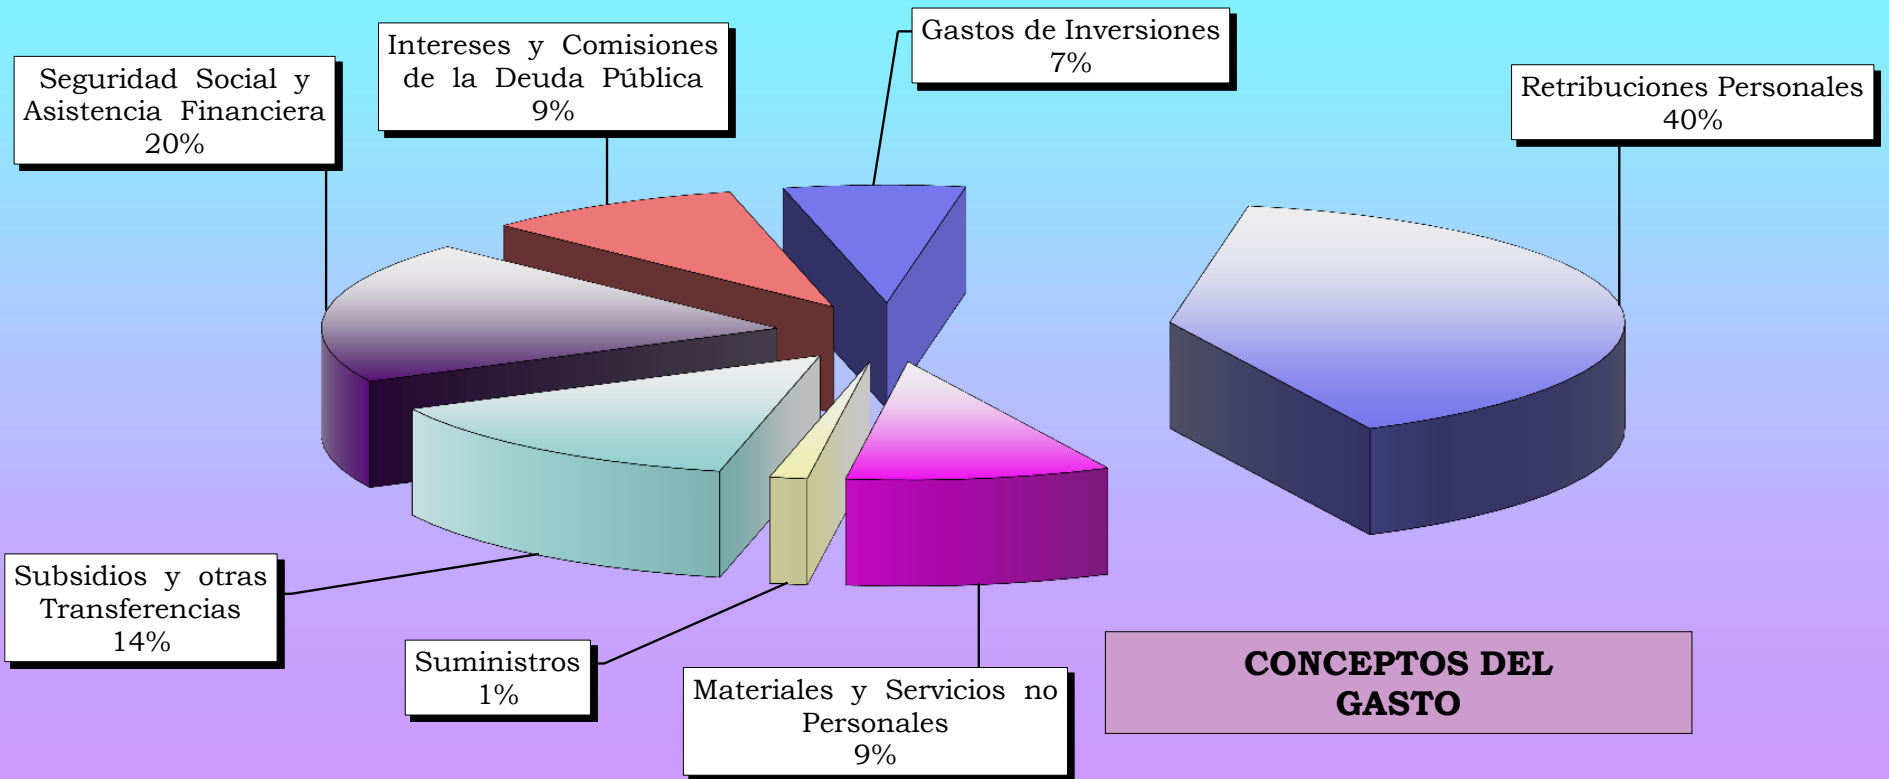 Intereses y Comisiones
de la Deuda Pública
9%
Gastos de Inversiones
7%
Seguridad Social y
Asistencia Financiera
20%
Retribuciones Personales
40%
Subsidios y otras
Transferencias
14%
Suministros
1%
Materiales y Servicios no
Personales
9%
CONCEPTOS DEL
GASTO